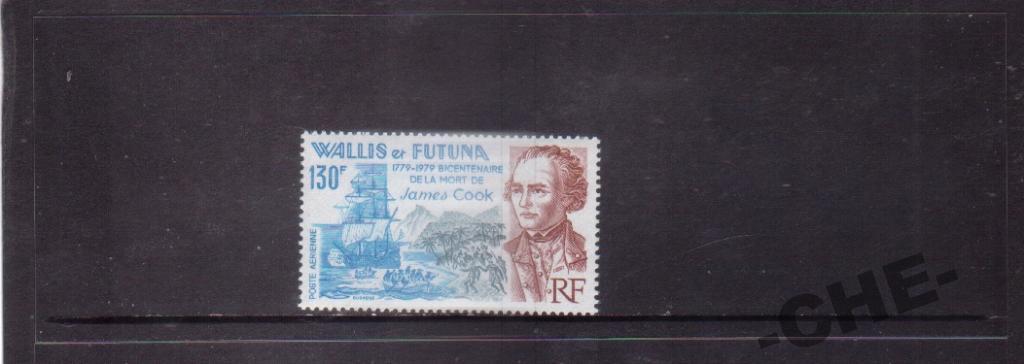 WALLIS et FUTUNA
130F
1779-1979 BICENTENAIRE
DE LA MORT DE
James Cook
POSTE AERIENNE
RF
-CHE-